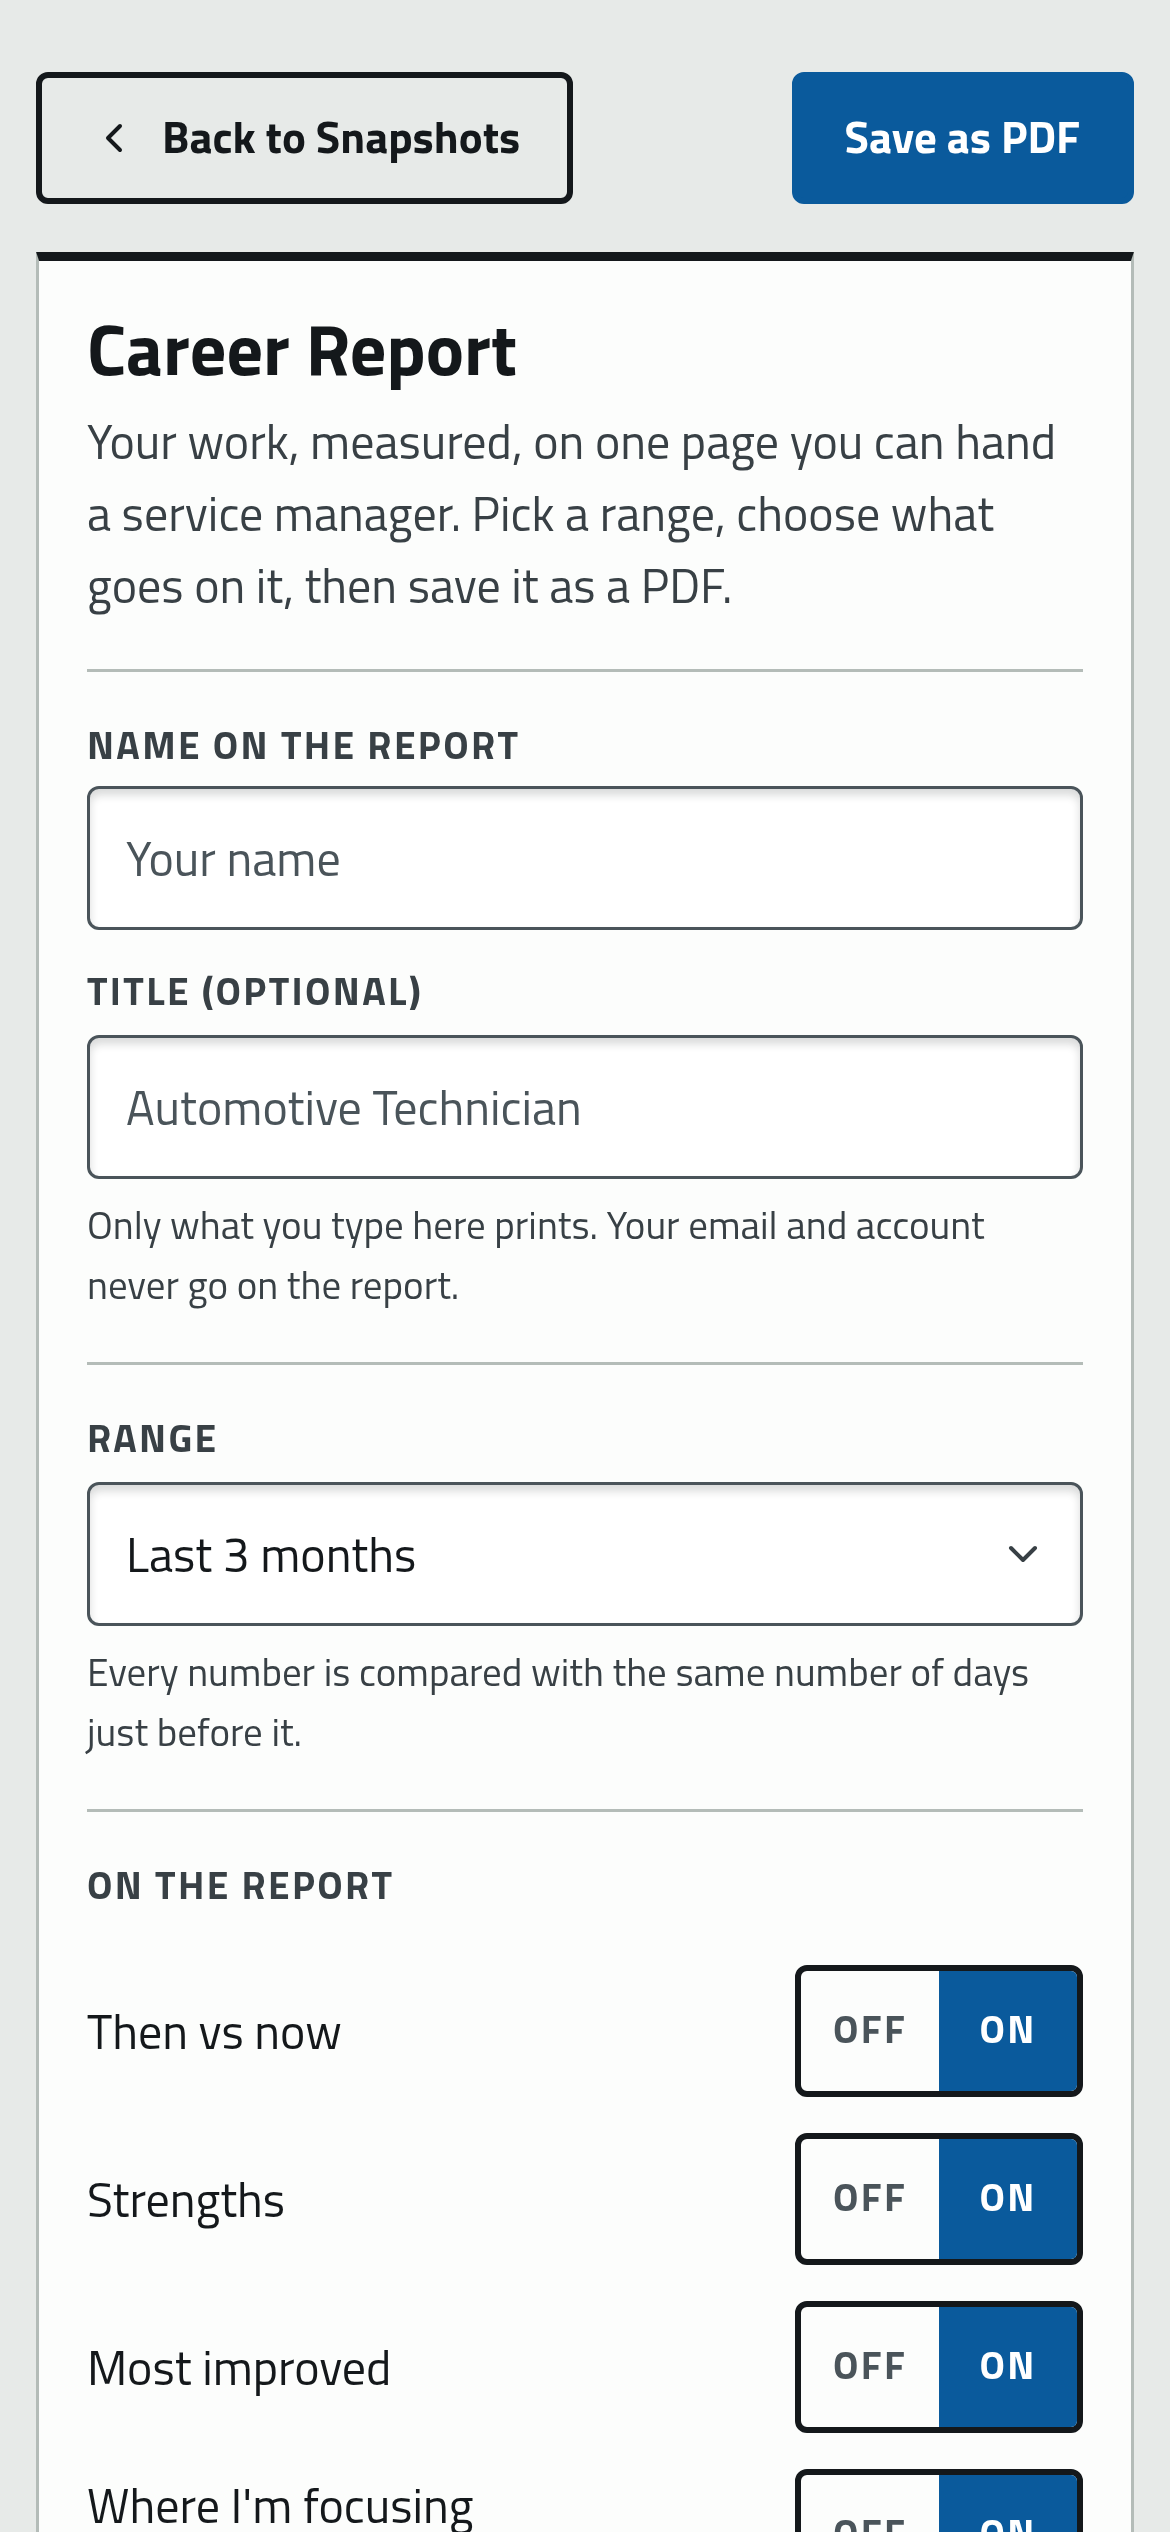 Back to Snapshots
Save as PDF
Career Report
Your work, measured, on one page you can hand
a service manager. Pick a range, choose what
goes on it, then save it as a PDF.
NAME ON THE REPORT
Your name
TITLE (OPTIONAL)
Automotive Technician
Only what you type here prints. Your email and account
never go on the report.
RANGE
Last 3 months
Every number is compared with the same number of days
just before it.
ON THE REPORT
Then vs now
OFF ON
Strengths
OFF ON
Most improved
OFF ON
Where I'm focusing
OFF ON